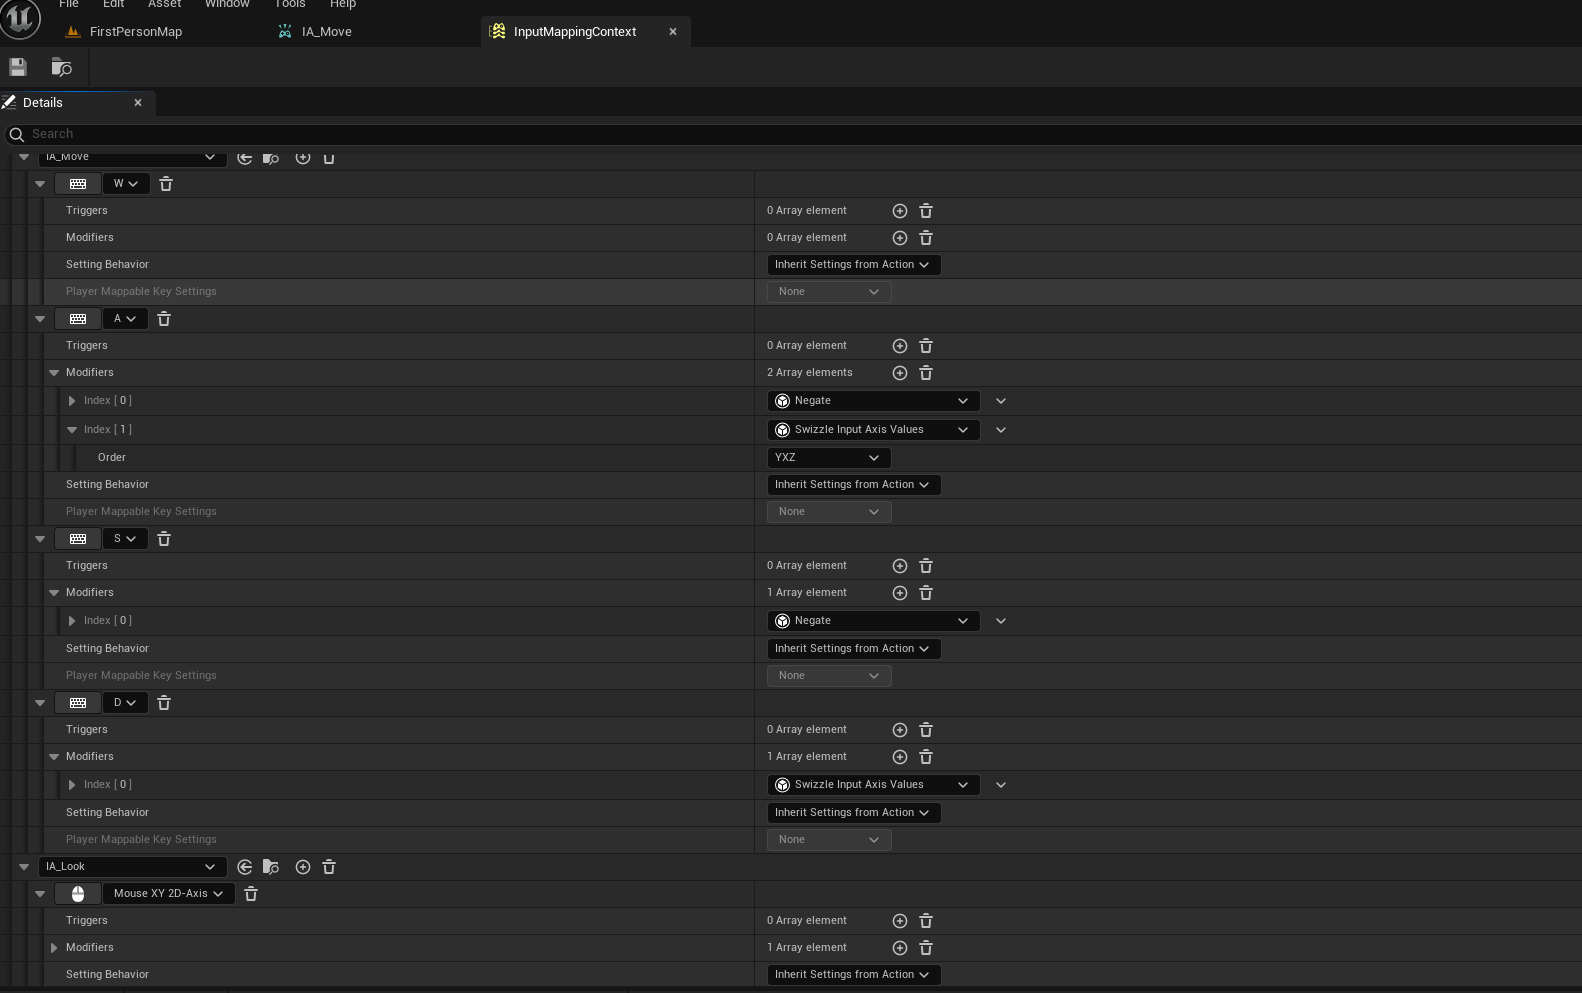 File Edit Asset Window Tools Help
FirstPersonMap IA_Move InputMappingContext
Details
Search
IA_Move
W
Triggers 0 Array element
Modifiers 0 Array element
Setting Behavior Inherit Settings from Action
Player Mappable Key Settings None
A
Triggers 0 Array element
Modifiers 2 Array elements
Index [ 0 ] Negate
Index [ 1 ] Swizzle Input Axis Values
Order YXZ
Setting Behavior Inherit Settings from Action
Player Mappable Key Settings None
S
Triggers 0 Array element
Modifiers 1 Array element
Index [ 0 ] Negate
Setting Behavior Inherit Settings from Action
Player Mappable Key Settings None
D
Triggers 0 Array element
Modifiers 1 Array element
Index [ 0 ] Swizzle Input Axis Values
Setting Behavior Inherit Settings from Action
Player Mappable Key Settings None
IA_Look
Mouse XY 2D-Axis
Triggers 0 Array element
Modifiers 1 Array element
Setting Behavior Inherit Settings from Action